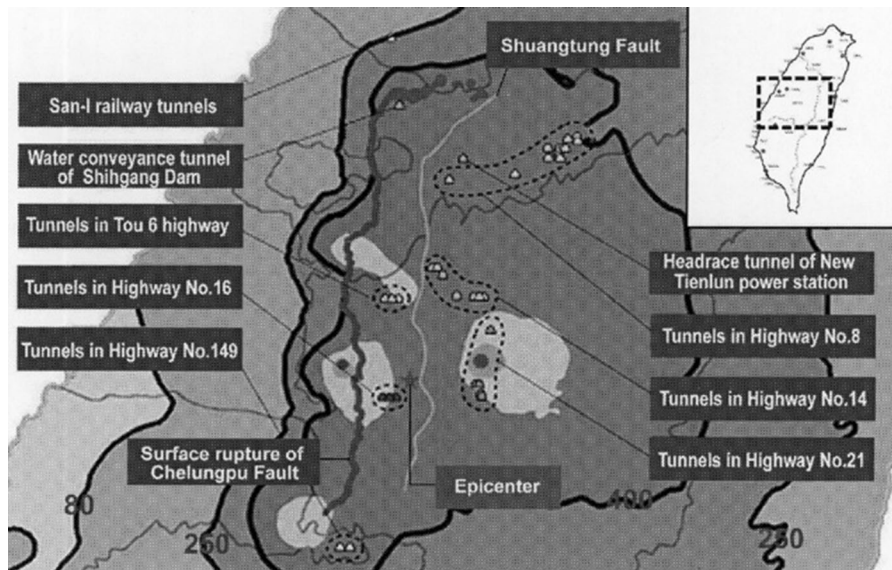 Shuangtung Fault
San-I railway tunnels
Water conveyance tunnel
of Shihgang Dam
Tunnels in Tou 6 highway
Tunnels in Highway No.16
Tunnels in Highway No.149
Headrace tunnel of New
Tienlun power station
Tunnels in Highway No.8
Tunnels in Highway No.14
Tunnels in Highway No.21
Surface rupture of
Chelungpu Fault
Epicenter
80
250
400
250